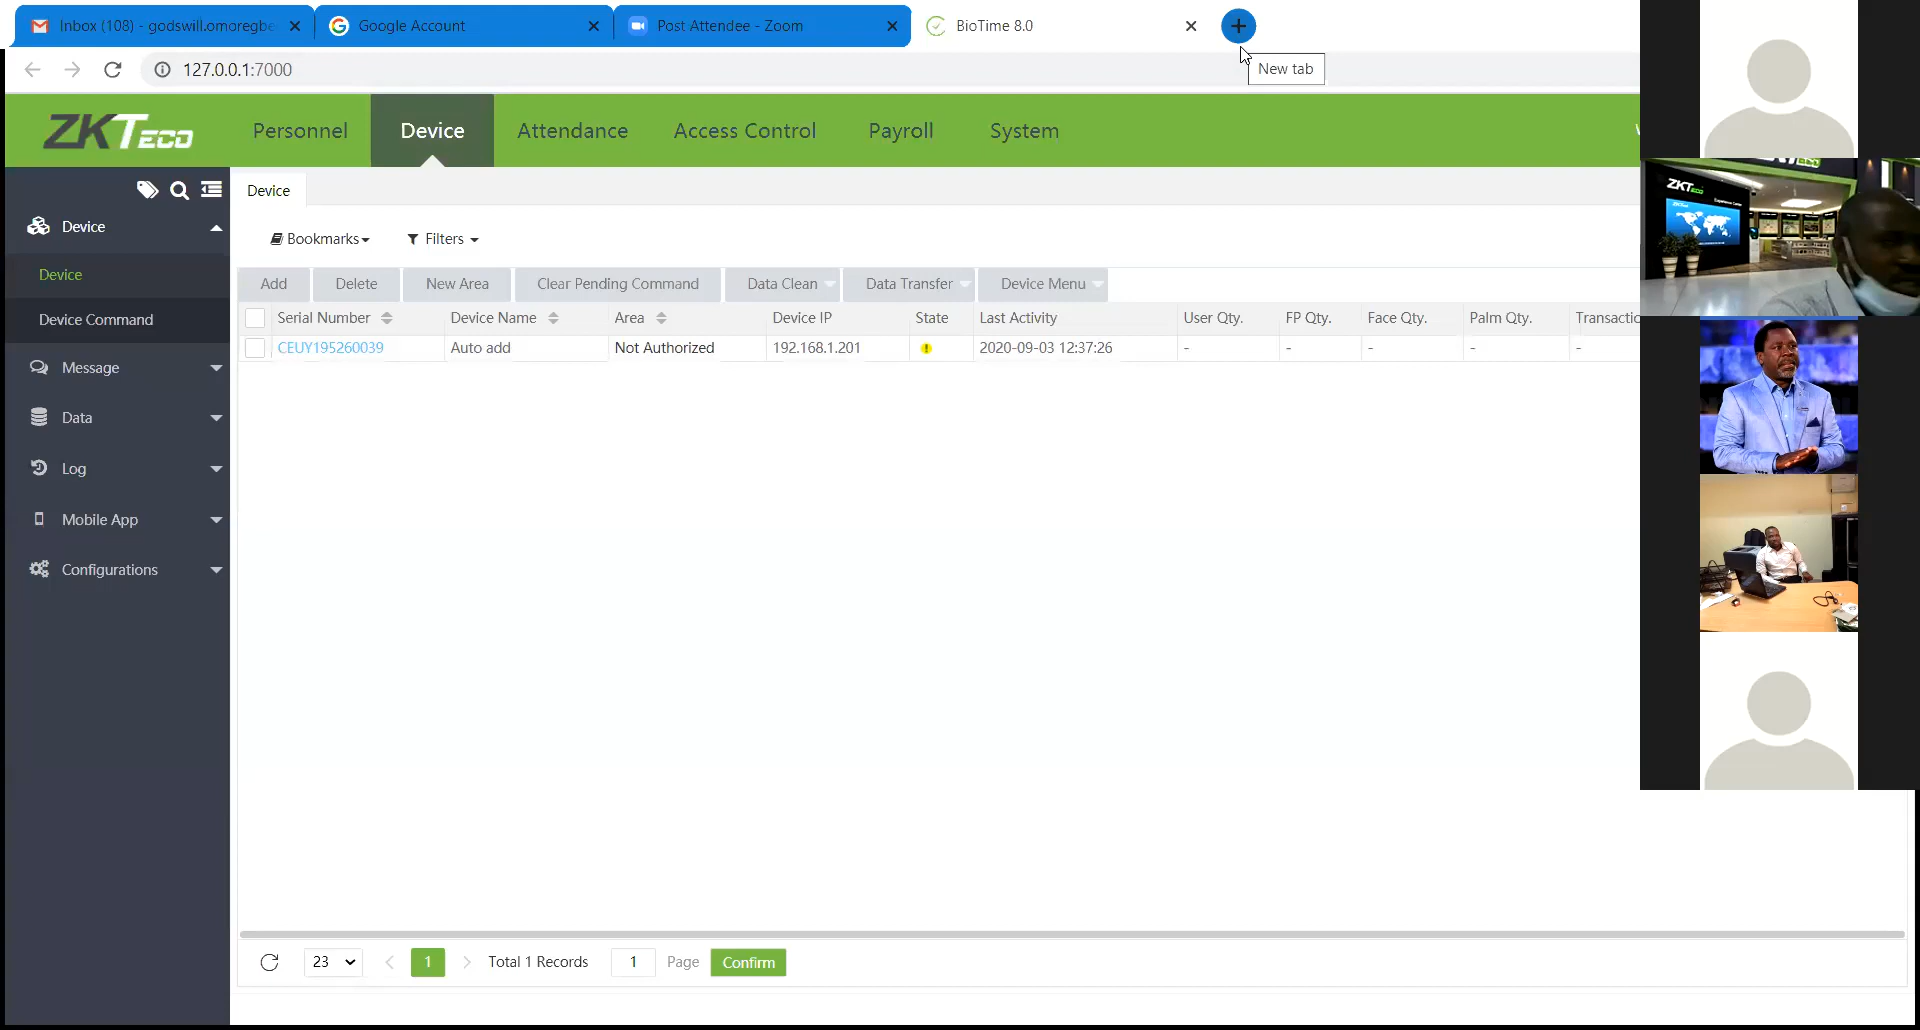 Inbox (108) - godswill.omoregbe
Google Account
Post Attendee - Zoom
BioTime 8.0
New tab
127.0.0.1:7000
ZKTECO
Personnel
Device
Attendance
Access Control
Payroll
System
Device
Device
Device
Device Command
Message
Data
Log
Mobile App
Configurations
Bookmarks
Filters
Add
Delete
New Area
Clear Pending Command
Data Clean
Data Transfer
Device Menu
Serial Number Device Name Area Device IP State Last Activity User Qty. FP Qty. Face Qty. Palm Qty. Transactio
CEUY195260039 Auto add Not Authorized 192.168.1.201 2020-09-03 12:37:26 - - - - -
23 1 Total 1 Records 1 Page Confirm
ZKTECO